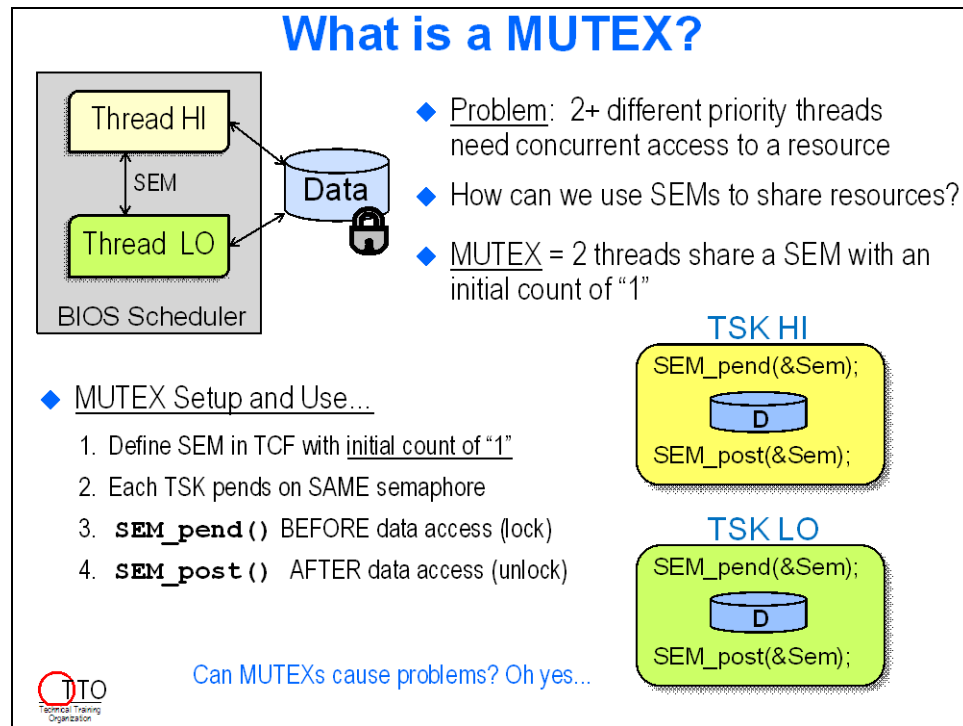 What is a MUTEX?
Thread HI
SEM
Thread LO
BIOS Scheduler
Data
Problem: 2+ different priority threads
need concurrent access to a resource
How can we use SEMs to share resources?
MUTEX = 2 threads share a SEM with an
initial count of “1”
MUTEX Setup and Use...
1. Define SEM in TCF with initial count of “1”
2. Each TSK pends on SAME semaphore
3. SEM_pend() BEFORE data access (lock)
4. SEM_post() AFTER data access (unlock)
TSK HI
SEM_pend(&Sem);
D
SEM_post(&Sem);
TSK LO
SEM_pend(&Sem);
D
SEM_post(&Sem);
Can MUTEXs cause problems? Oh yes...
TTO
Technical Training
Organization